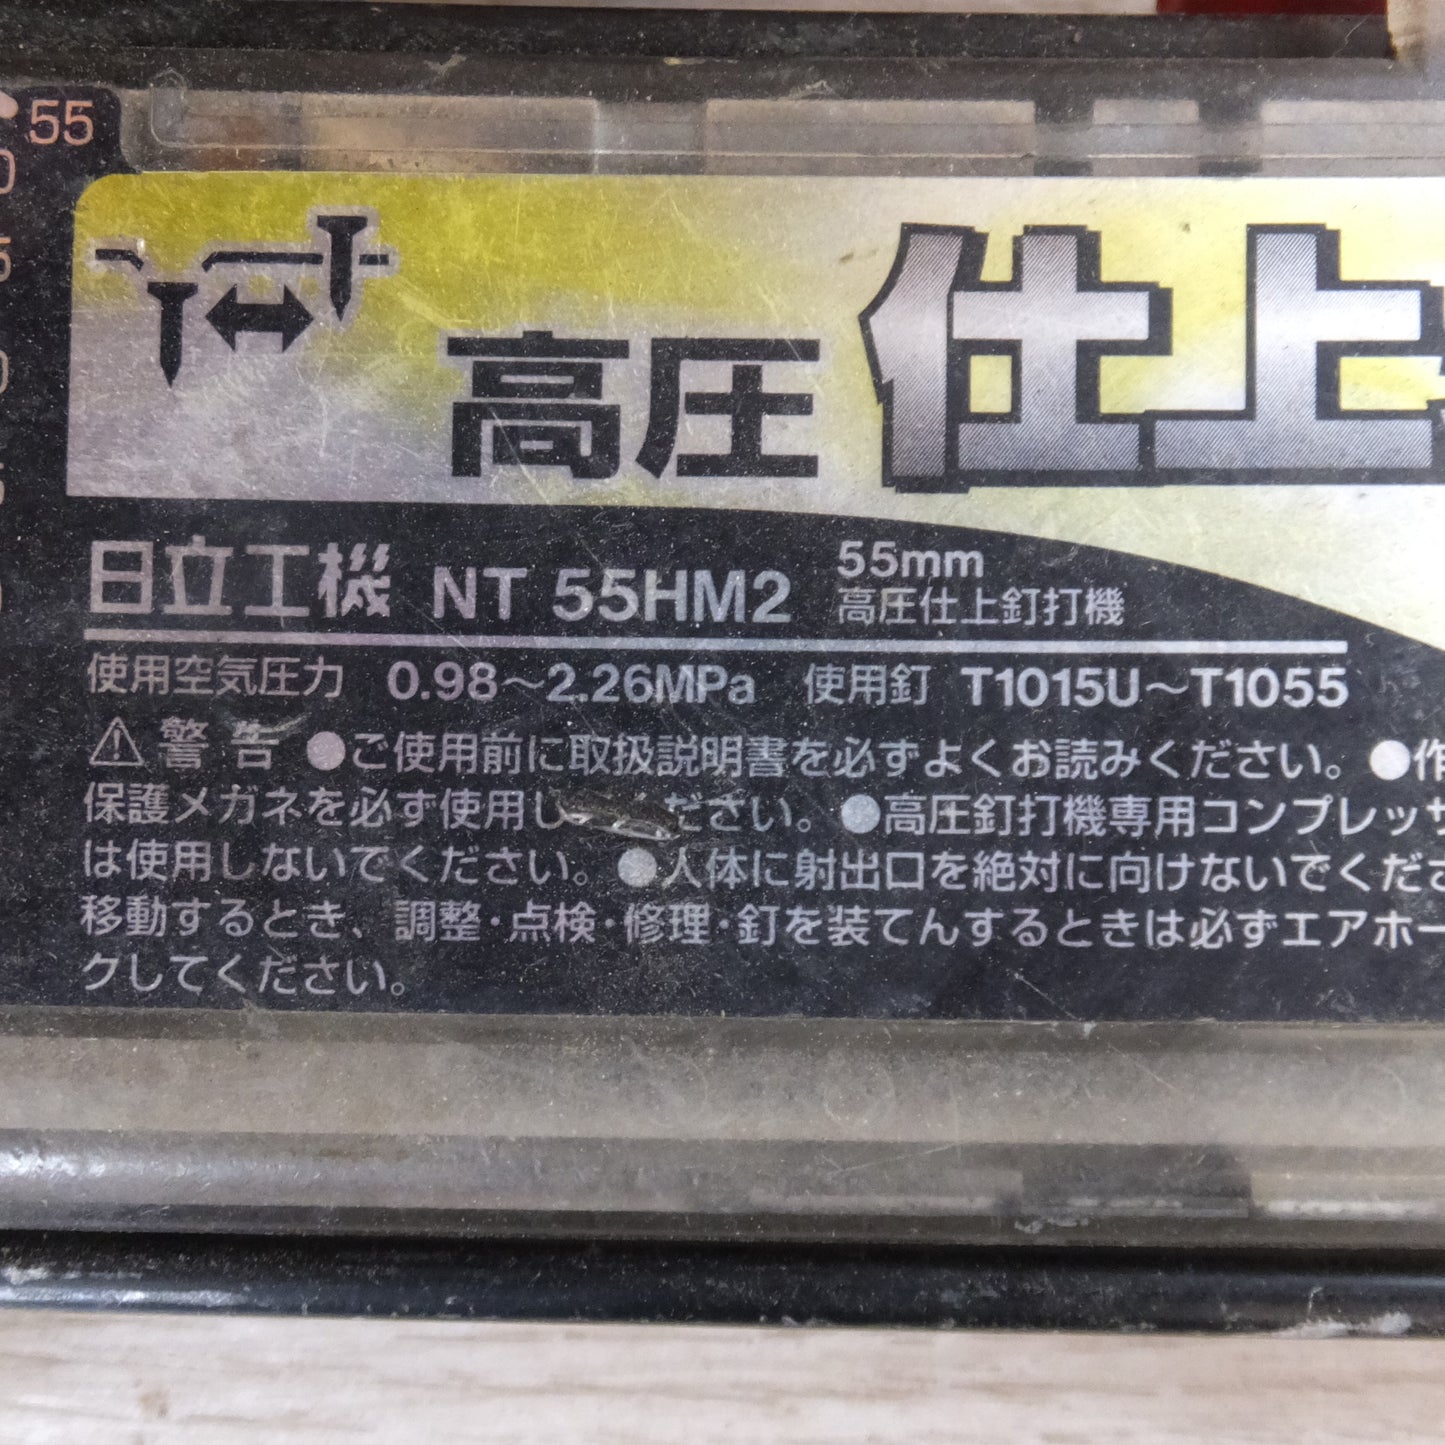 55
高圧 仕上
日立工機 NT 55HM2 55mm
高圧仕上釘打機
使用空気圧力 0.98～2.26MPa 使用釘 T1015U～T1055
⚠警告 ●ご使用前に取扱説明書を必ずよくお読みください。●作
保護メガネを必ず使用し ださい。●高圧釘打機専用コンプレッサ
は使用しないでください。●人体に射出口を絶対に向けないでくださ
移動するとき、調整・点検・修理・釘を装てんするときは必ずエアホー
クしてください。